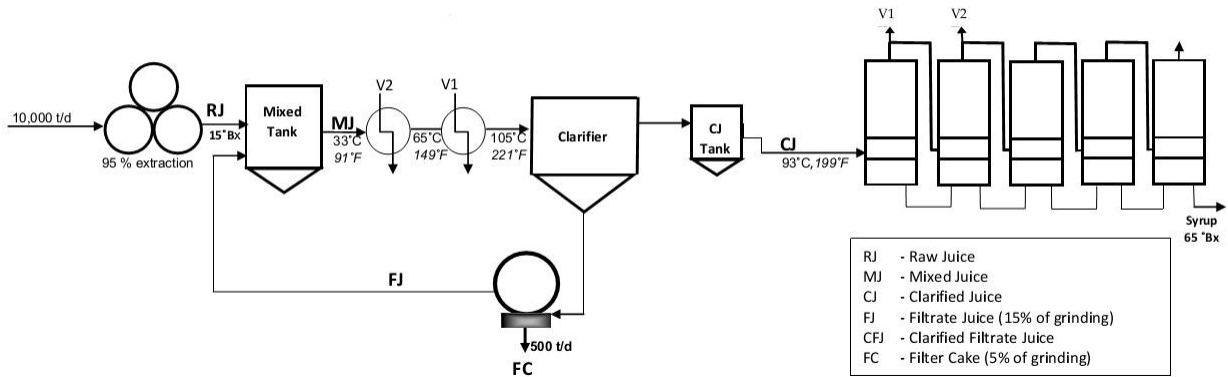 10,000 t/d
95 % extraction
RJ
15˚Bx
Mixed
Tank
MJ
33˚C
91˚F
V2
65˚C
149˚F
V1
105˚C
221˚F
Clarifier
CJ
Tank
CJ
93˚C,199˚F
V1
V2
Syrup
65 ˚Bx
FJ
500 t/d
FC
RJ - Raw Juice
MJ - Mixed Juice
CJ - Clarified Juice
FJ - Filtrate Juice (15% of grinding)
CFJ - Clarified Filtrate Juice
FC - Filter Cake (5% of grinding)